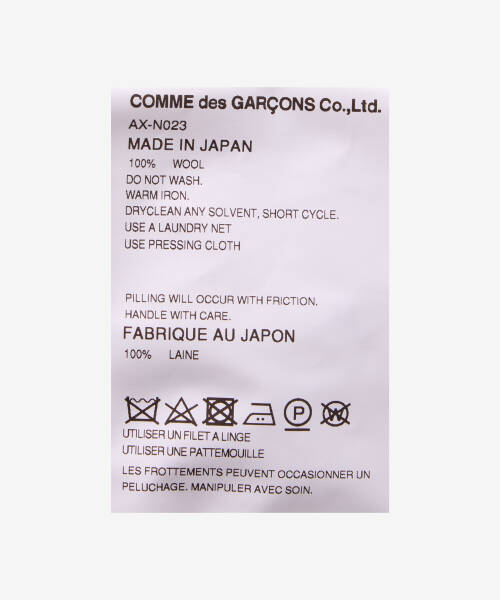 COMME des GARÇONS Co.,Ltd.
AX-N023
MADE IN JAPAN
100% WOOL
DO NOT WASH.
WARM IRON.
DRYCLEAN ANY SOLVENT, SHORT CYCLE.
USE A LAUNDRY NET
USE PRESSING CLOTH
PILLING WILL OCCUR WITH FRICTION.
HANDLE WITH CARE.
FABRIQUE AU JAPON
100% LAINE
P W
UTILISER UN FILET A LINGE
UTILISER UNE PATTEMOUILLE
LES FROTTEMENTS PEUVENT OCCASIONNER UN
PELUCHAGE. MANIPULER AVEC SOIN.